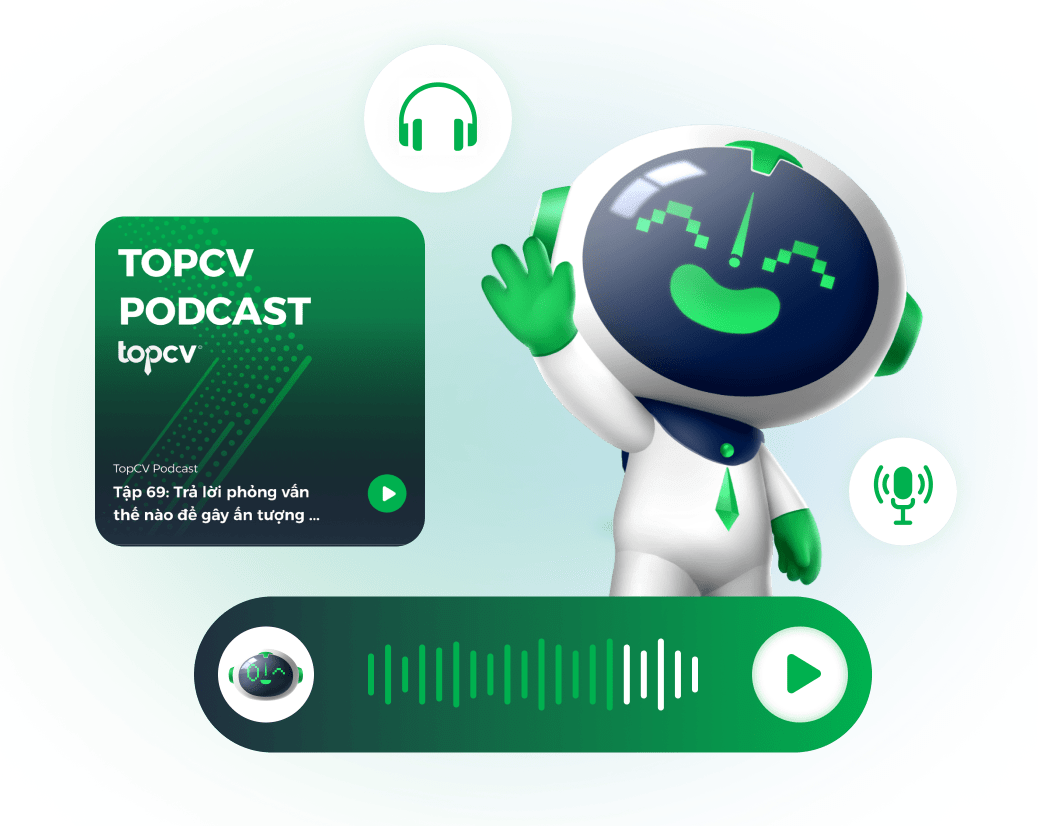 TOPCV
PODCAST
topcv
TopCV Podcast
Tập 69: Trả lời phỏng vấn
thế nào để gây ấn tượng ...